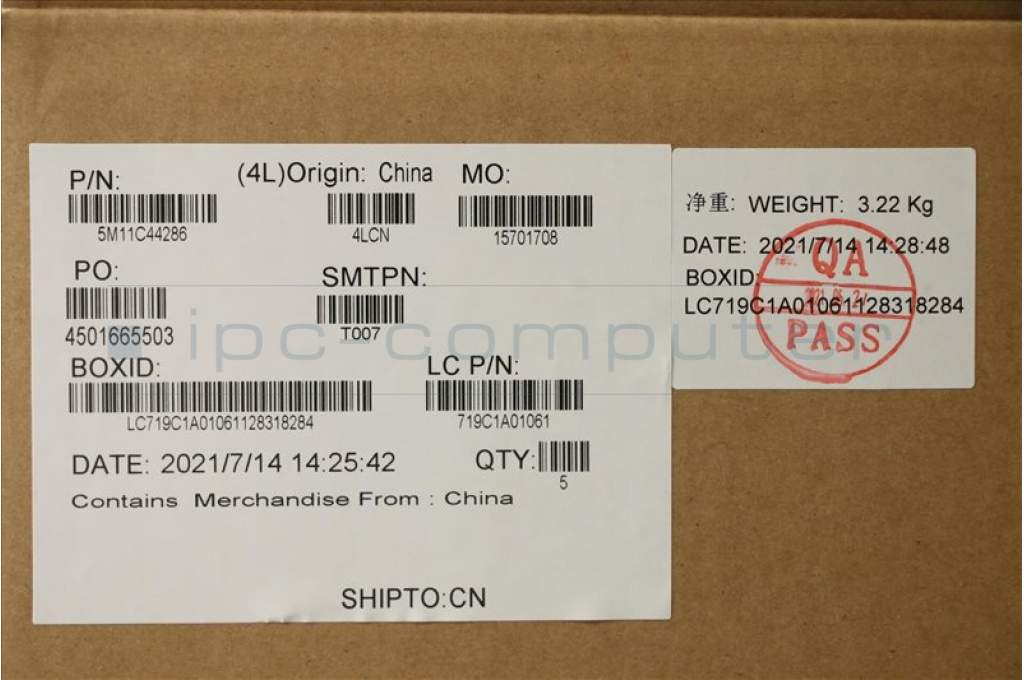 P/N: (4L)Origin: China MO:
5M11C44286 4LCN 15701708
PO: SMTPN:
4501665503 T007
BOXID: LC P/N:
LC719C1A01061128318284 719C1A01061
DATE: 2021/7/14 14:25:42 QTY:
5
Contains Merchandise From : China
SHIPTO:CN
净重: WEIGHT: 3.22 Kg
DATE: 2021/7/14 14:28:48
BOXID:
LC719C1A01061128318284
QA
PASS
ipc-computer